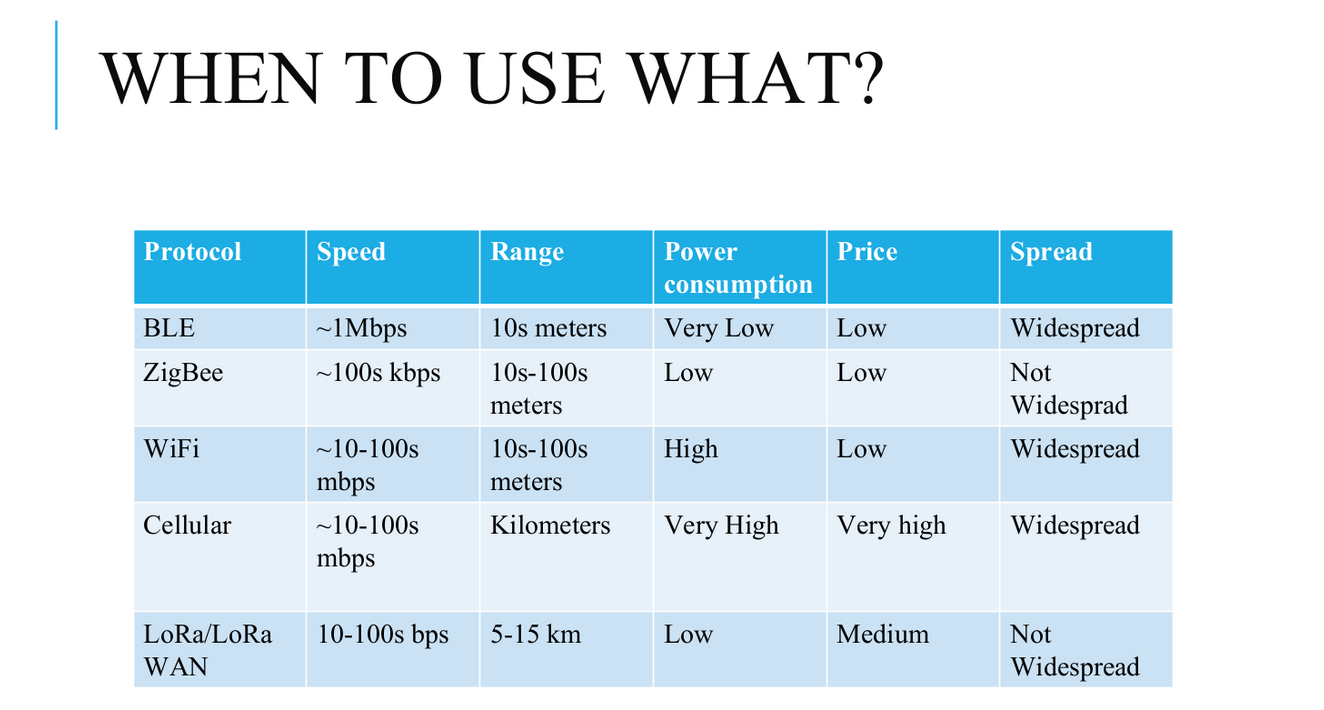 WHEN TO USE WHAT?
Protocol Speed Range Power consumption Price Spread
BLE ~1Mbps 10s meters Very Low Low Widespread
ZigBee ~100s kbps 10s-100s meters Low Low Not Widesprad
WiFi ~10-100s mbps 10s-100s meters High Low Widespread
Cellular ~10-100s mbps Kilometers Very High Very high Widespread
LoRa/LoRa WAN 10-100s bps 5-15 km Low Medium Not Widespread